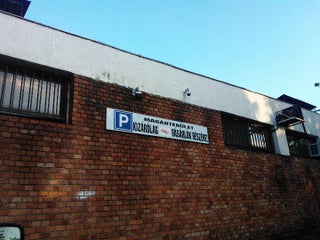 MAGÁNTERÜLET
P KIZÁRÓLAG VÁSÁRLÓK RÉSZÉRE